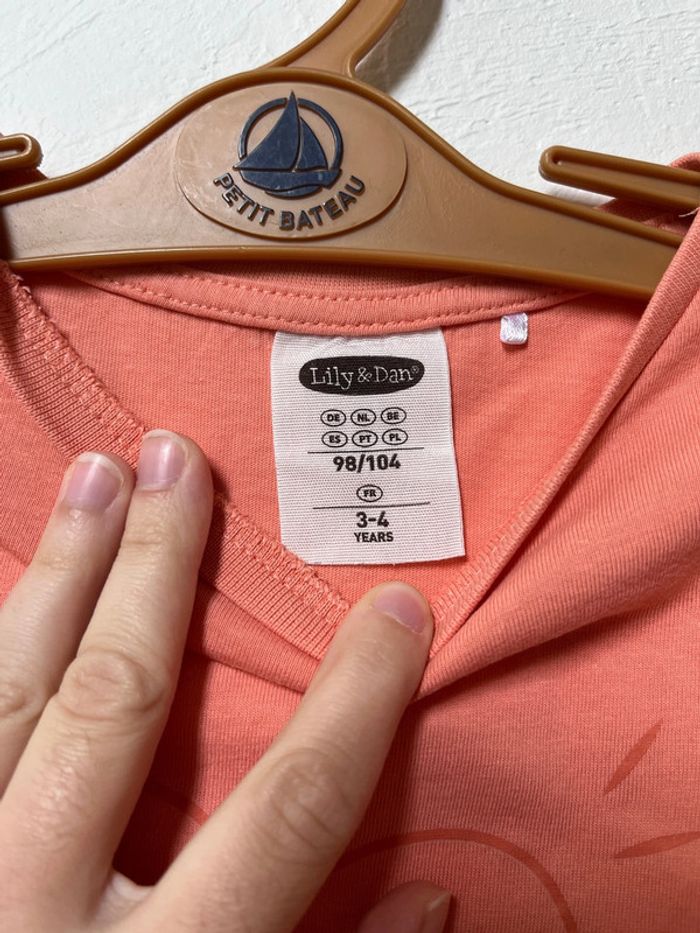 PETIT BATEAU
Lily & Dan®
DE NL BE
ES PT PL
98/104
FR
3-4
YEARS